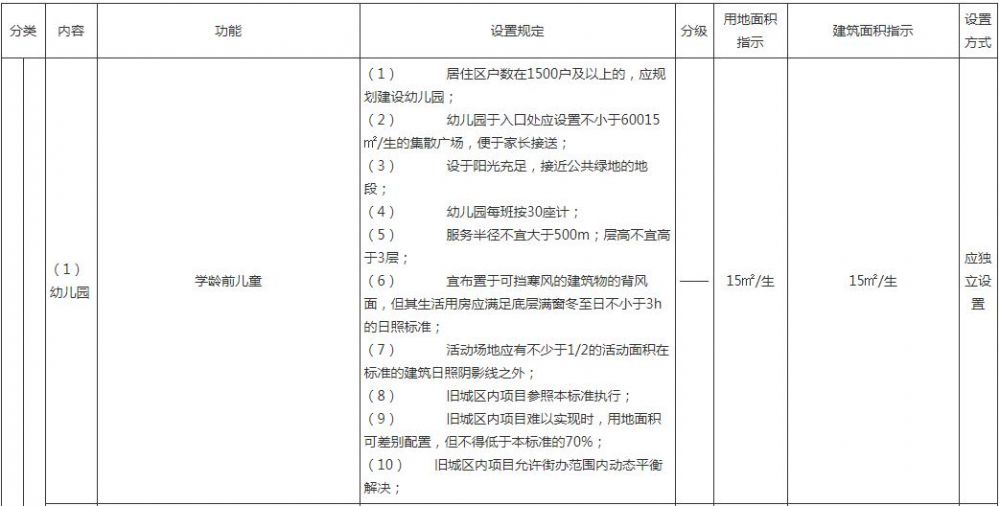 分类 内容 功能 设置规定 分级 用地面积指示 建筑面积指示 设置方式
（1）幼儿园
学龄前儿童
（1） 居住区户数在1500户及以上的，应规
划建设幼儿园；
（2） 幼儿园于入口处应设置不小于60015
㎡/生的集散广场，便于家长接送；
（3） 设于阳光充足，接近公共绿地的地
段；
（4） 幼儿园每班按30座计；
（5） 服务半径不宜大于500m；层高不宜高
于3层；
（6） 宜布置于可挡寒风的建筑物的背风
面，但其生活用房应满足底层满窗冬至日不小于3h
的日照标准；
（7） 活动场地应有不少于1/2的活动面积在
标准的建筑日照阴影线之外；
（8） 旧城区内项目参照本标准执行；
（9） 旧城区内项目难以实现时，用地面积
可差别配置，但不得低于本标准的70%；
（10） 旧城区内项目允许街办范围内动态平衡
解决；
——
15㎡/生
15㎡/生
应独
立设
置